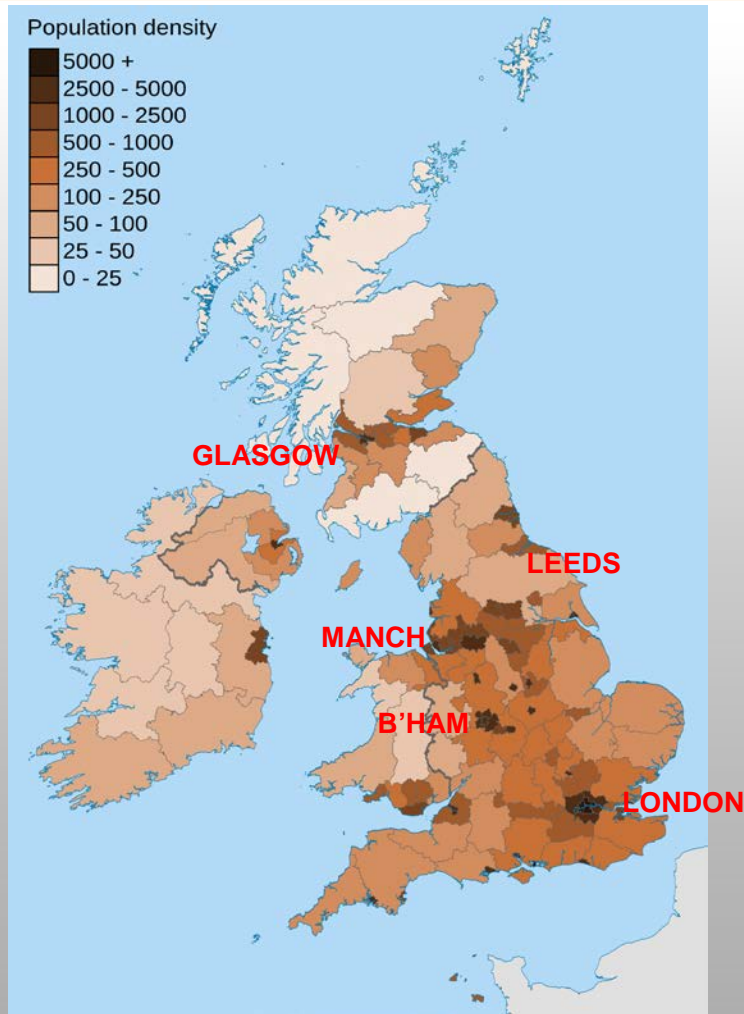 Population density
5000 +
2500 - 5000
1000 - 2500
500 - 1000
250 - 500
100 - 250
50 - 100
25 - 50
0 - 25
GLASGOW
LEEDS
MANCH
B’HAM
LONDON